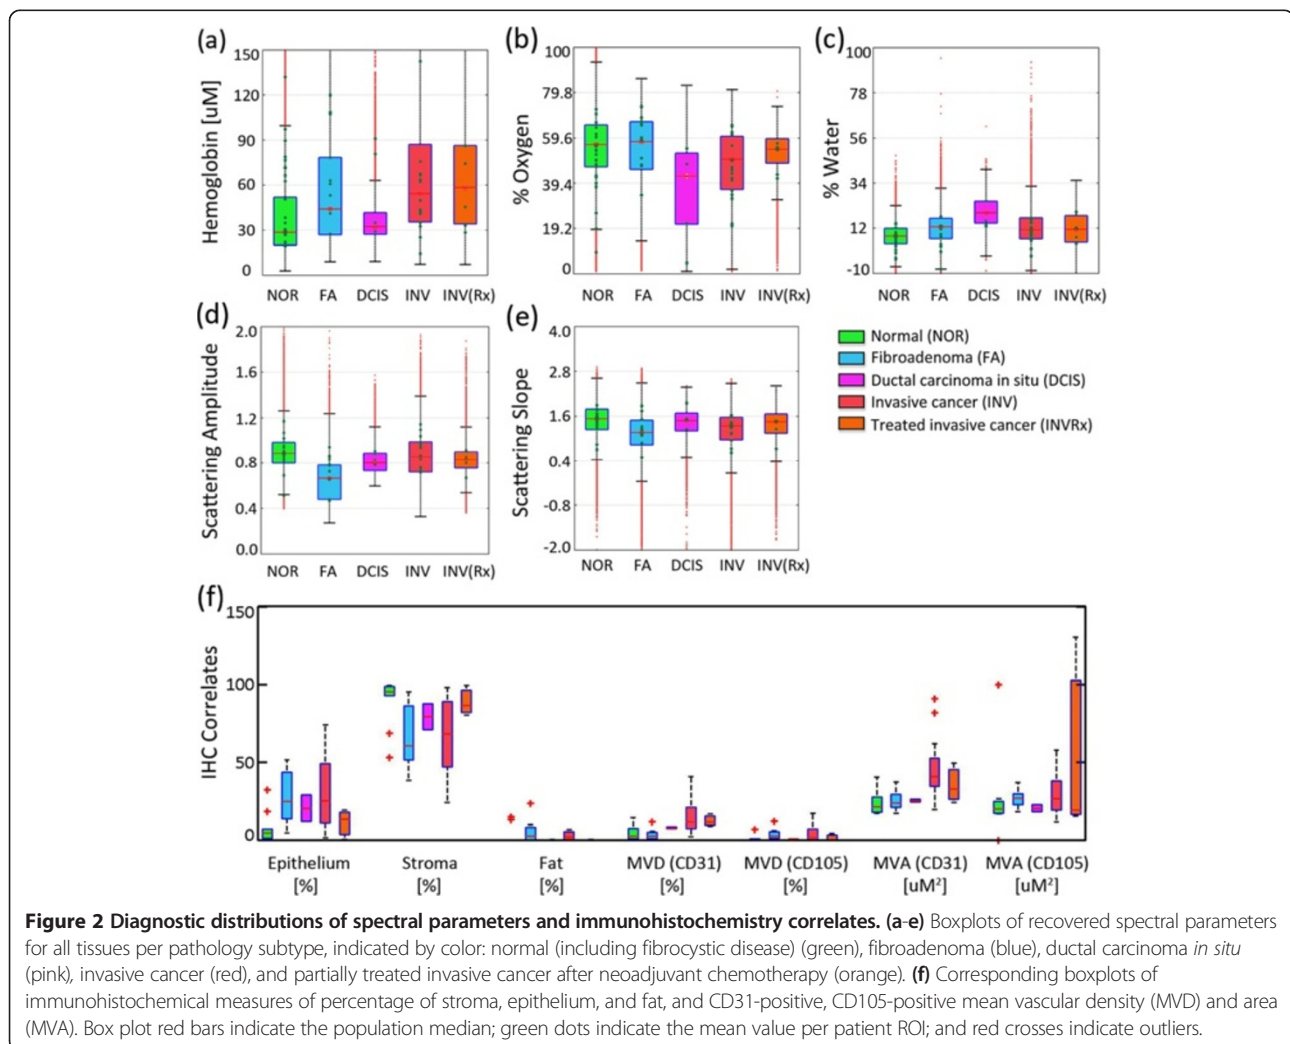 (a)
Hemoglobin [uM]
150
120
90
60
30
0
NOR FA DCIS INV INV(Rx)
(b)
% Oxygen
100
79.8
59.6
39.4
19.2
0
NOR FA DCIS INV INV(Rx)
(c)
% Water
100
78
56
34
12
-10
NOR FA DCIS INV INV(Rx)
(d)
Scattering Amplitude
2.0
1.6
1.2
0.8
0.4
0.0
NOR FA DCIS INV INV(Rx)
(e)
Scattering Slope
4.0
2.8
1.6
0.4
-0.8
-2.0
NOR FA DCIS INV INV(Rx)
Normal (NOR)
Fibroadenoma (FA)
Ductal carcinoma in situ (DCIS)
Invasive cancer (INV)
Treated invasive cancer (INVRx)
(f)
IHC Correlates
150
100
50
0
Epithelium Stroma Fat MVD (CD31) MVD (CD105) MVA (CD31) MVA (CD105)
[%] [%] [%] [%] [%] [uM²] [uM²]
Figure 2 Diagnostic distributions of spectral parameters and immunohistochemistry correlates. (a-e) Boxplots of recovered spectral parameters
for all tissues per pathology subtype, indicated by color: normal (including fibrocystic disease) (green), fibroadenoma (blue), ductal carcinoma in situ
(pink), invasive cancer (red), and partially treated invasive cancer after neoadjuvant chemotherapy (orange). (f) Corresponding boxplots of
immunohistochemical measures of percentage of stroma, epithelium, and fat, and CD31-positive, CD105-positive mean vascular density (MVD) and area
(MVA). Box plot red bars indicate the population median; green dots indicate the mean value per patient ROI; and red crosses indicate outliers.